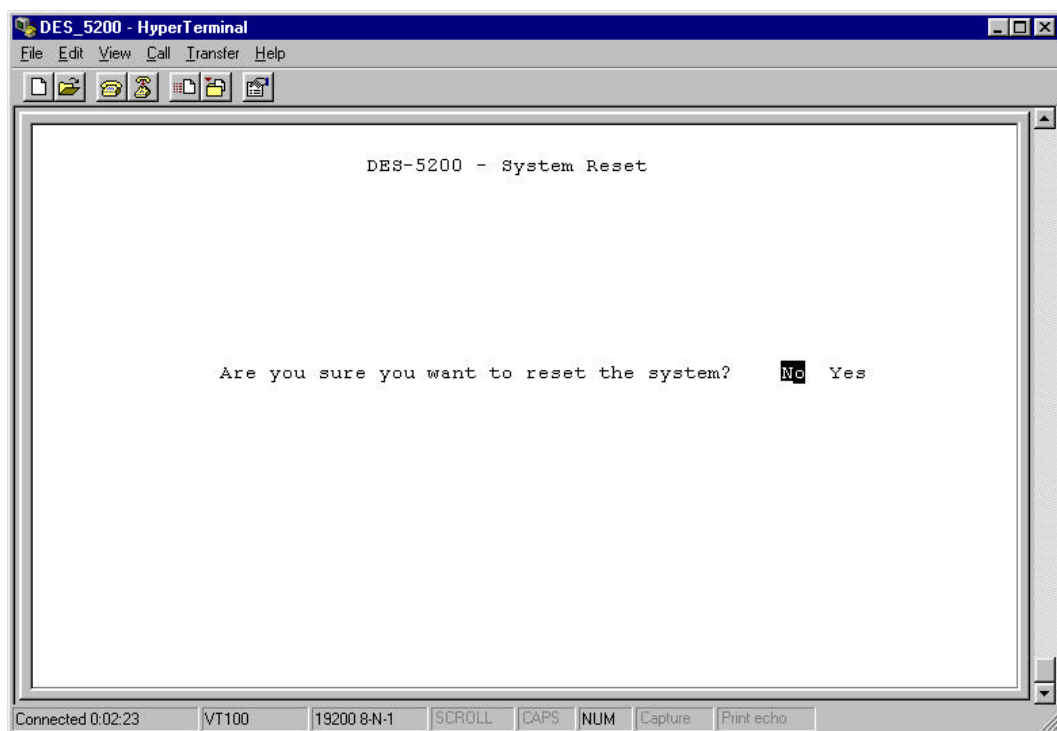 DES_5200 - HyperTerminal
File Edit View Call Transfer Help
DES-5200 - System Reset
Are you sure you want to reset the system? No Yes
Connected 0:02:23 VT100 19200 8-N-1 SCROLL CAPS NUM Capture Print echo